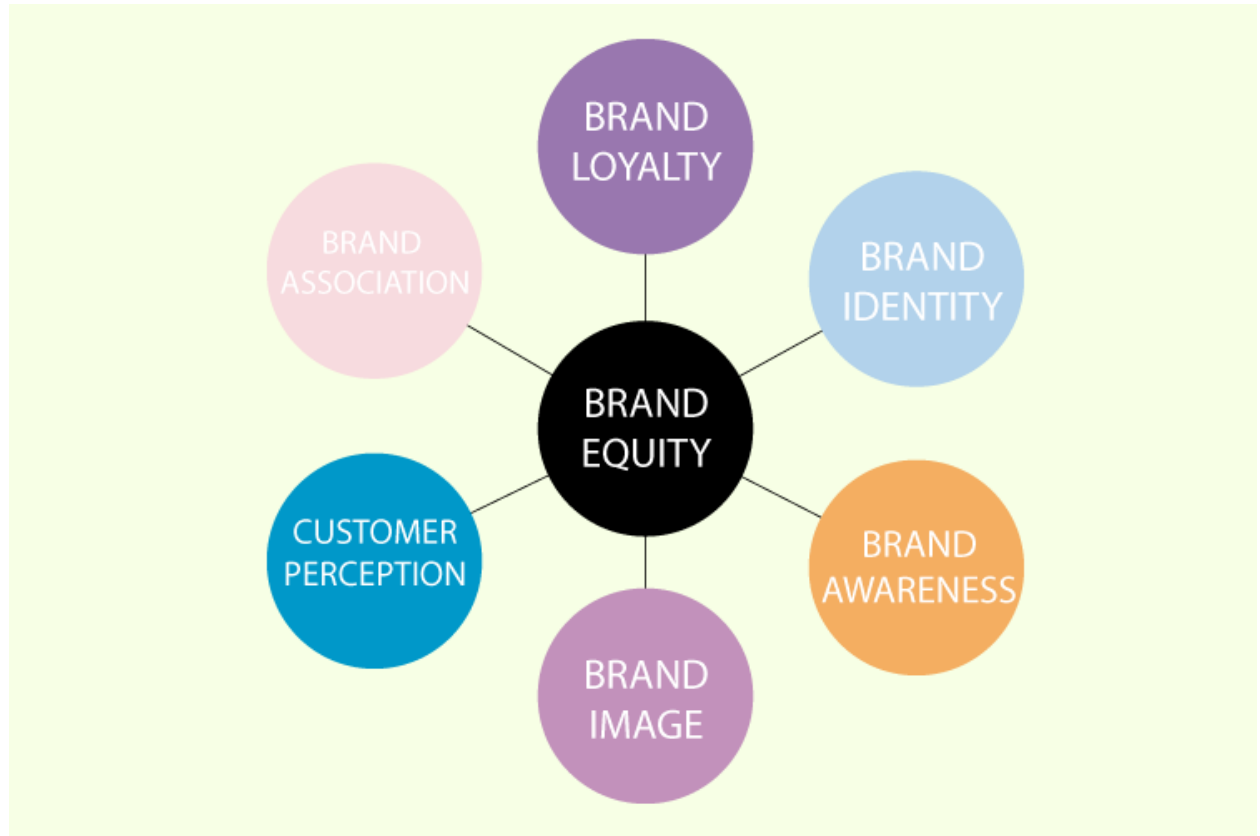 BRAND
LOYALTY
BRAND
ASSOCIATION
BRAND
IDENTITY
BRAND
EQUITY
CUSTOMER
PERCEPTION
BRAND
AWARENESS
BRAND
IMAGE